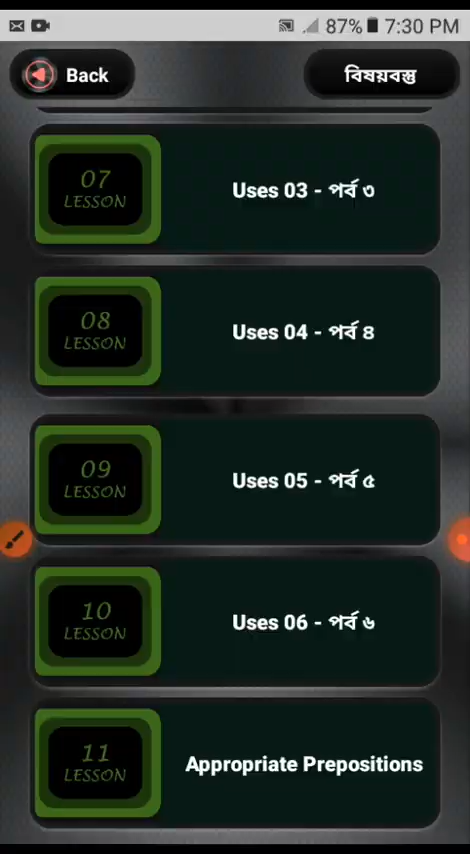 87% 7:30 PM
Back
বিষয়বস্তু
07
LESSON
Uses 03 - পর্ব ৩
08
LESSON
Uses 04 - পর্ব ৪
09
LESSON
Uses 05 - পর্ব ৫
10
LESSON
Uses 06 - পর্ব ৬
11
LESSON
Appropriate Prepositions